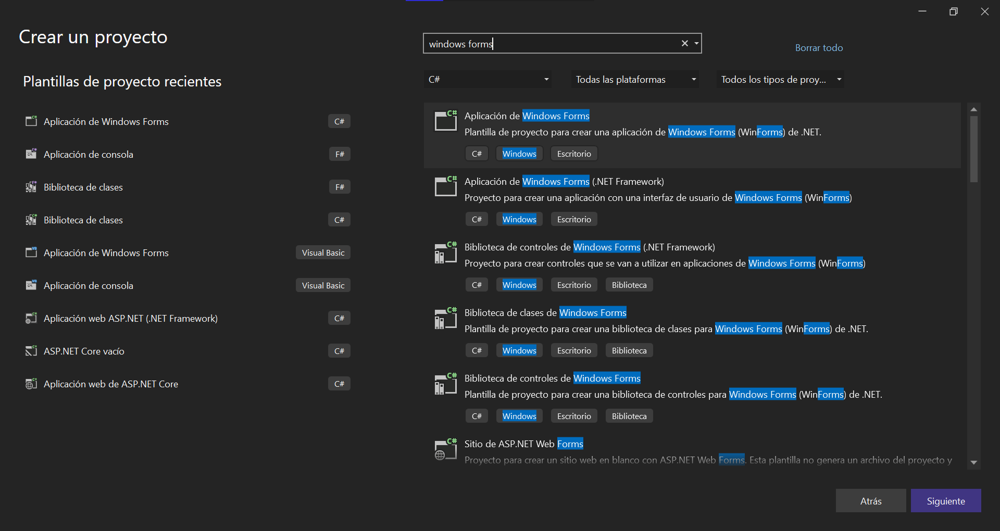 Crear un proyecto
windows forms
Borrar todo
Plantillas de proyecto recientes
C#
Todas las plataformas
Todos los tipos de proy...
Aplicación de Windows Forms
C#
Aplicación de consola
F#
Biblioteca de clases
F#
Biblioteca de clases
C#
Aplicación de Windows Forms
Visual Basic
Aplicación de consola
Visual Basic
Aplicación web ASP.NET (.NET Framework)
C#
ASP.NET Core vacío
C#
Aplicación web de ASP.NET Core
C#
Aplicación de Windows Forms
Plantilla de proyecto para crear una aplicación de Windows Forms (WinForms) de .NET.
C# Windows Escritorio
Aplicación de Windows Forms (.NET Framework)
Proyecto para crear una aplicación con una interfaz de usuario de Windows Forms (WinForms)
C# Windows Escritorio
Biblioteca de controles de Windows Forms (.NET Framework)
Proyecto para crear controles que se van a utilizar en aplicaciones de Windows Forms (WinForms)
C# Windows Escritorio Biblioteca
Biblioteca de clases de Windows Forms
Plantilla de proyecto para crear una biblioteca de clases para Windows Forms (WinForms) de .NET.
C# Windows Escritorio Biblioteca
Biblioteca de controles de Windows Forms
Plantilla de proyecto para crear una biblioteca de controles para Windows Forms (WinForms) de .NET.
C# Windows Escritorio Biblioteca
Sitio de ASP.NET Web Forms
Proyecto para crear un sitio web en blanco con ASP.NET Web Forms. Esta plantilla no genera un archivo del proyecto y
Atrás
Siguiente